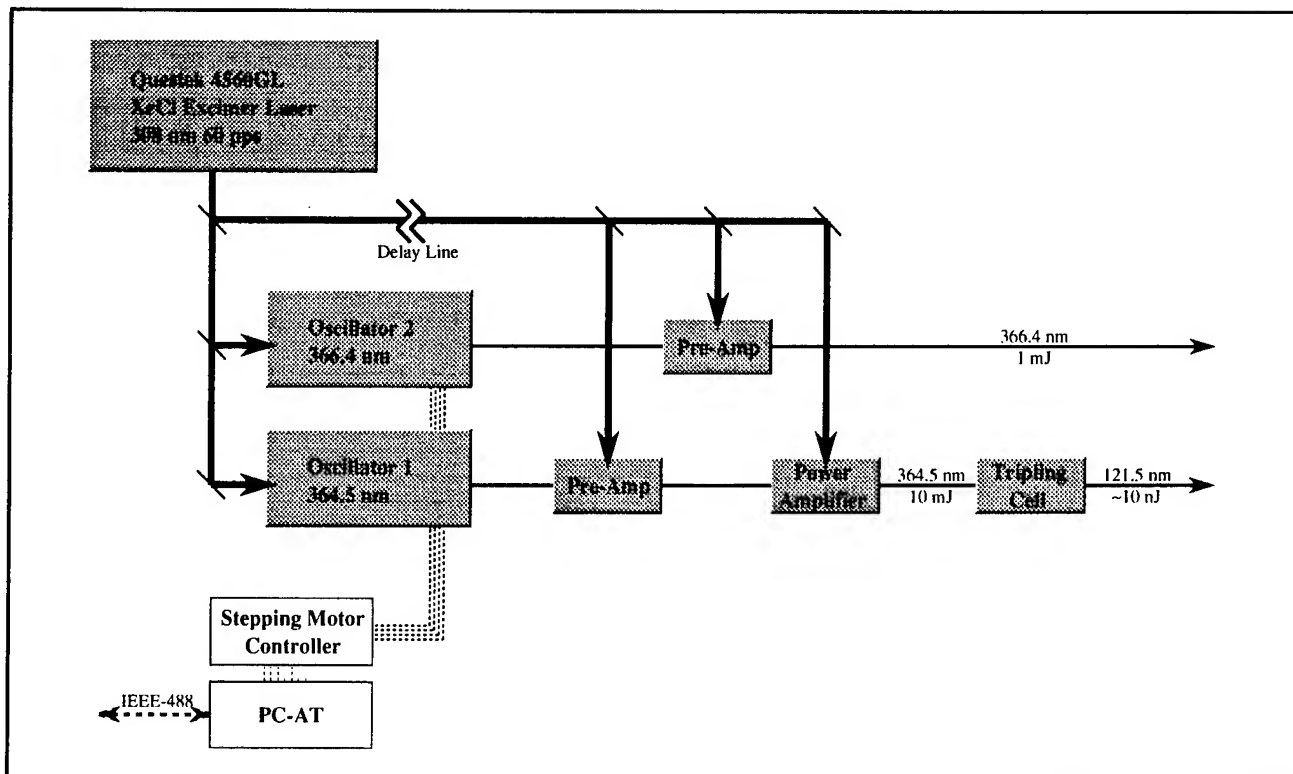 Questek 4560GL
XeCl Excimer Laser
308 nm 60 pps
Delay Line
Oscillator 2
366.4 nm
Pre-Amp
366.4 nm
1 mJ
Oscillator 1
364.5 nm
Pre-Amp
Power
Amplifier
364.5 nm
10 mJ
Tripling
Cell
121.5 nm
~10 nJ
Stepping Motor
Controller
IEEE-488
PC-AT